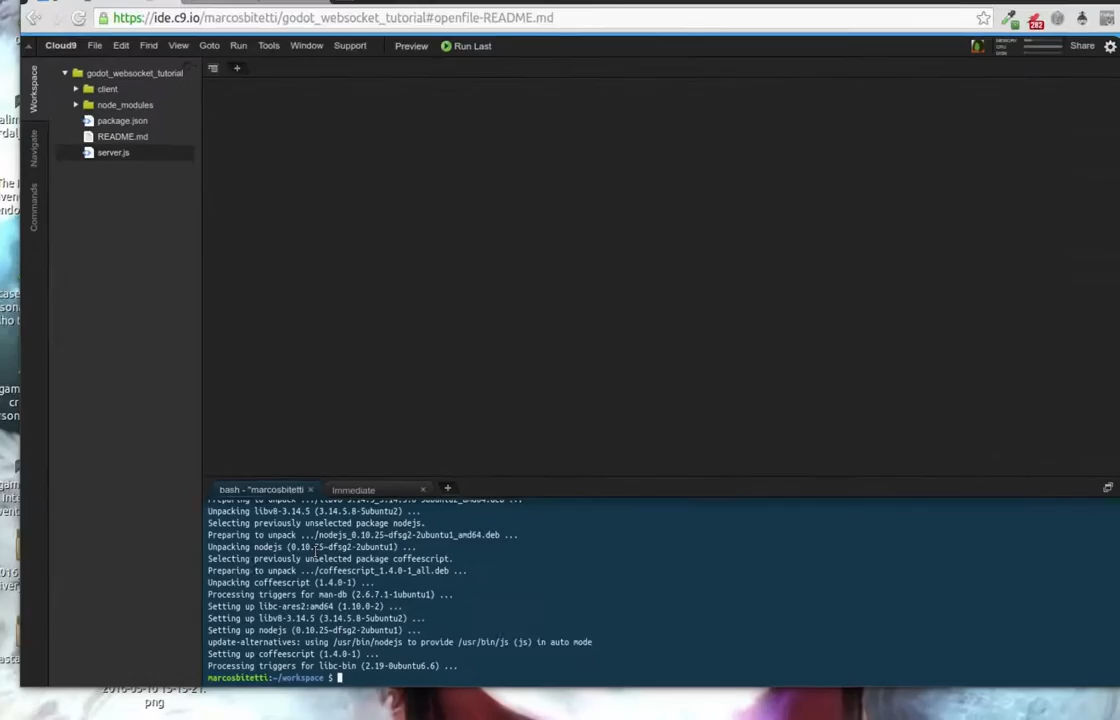 https://ide.c9.io/marcosbitetti/godot_websocket_tutorial#openfile-README.md
282
Cloud9 File Edit Find View Goto Run Tools Window Support Preview Run Last
MEMORY
CPU
DISK
Share
Workspace
Navigate
Commands
godot_websocket_tutorial
client
node_modules
package.json
README.md
server.js
bash - "marcosbitetti
Immediate
Unpacking libv8-3.14.5 (3.14.5.8-5ubuntu2) ...
Selecting previously unselected package nodejs.
Preparing to unpack .../nodejs_0.10.25~dfsg2-2ubuntu1_amd64.deb ...
Unpacking nodejs (0.10.25~dfsg2-2ubuntu1) ...
Selecting previously unselected package coffeescript.
Preparing to unpack .../coffeescript_1.4.0-1_all.deb ...
Unpacking coffeescript (1.4.0-1) ...
Processing triggers for man-db (2.6.7.1-1ubuntu1) ...
Setting up libc-ares2:amd64 (1.10.0-2) ...
Setting up libv8-3.14.5 (3.14.5.8-5ubuntu2) ...
Setting up nodejs (0.10.25~dfsg2-2ubuntu1) ...
update-alternatives: using /usr/bin/nodejs to provide /usr/bin/js (js) in auto mode
Setting up coffeescript (1.4.0-1) ...
Processing triggers for libc-bin (2.19-0ubuntu6.6) ...
marcosbitetti:~/workspace $
png